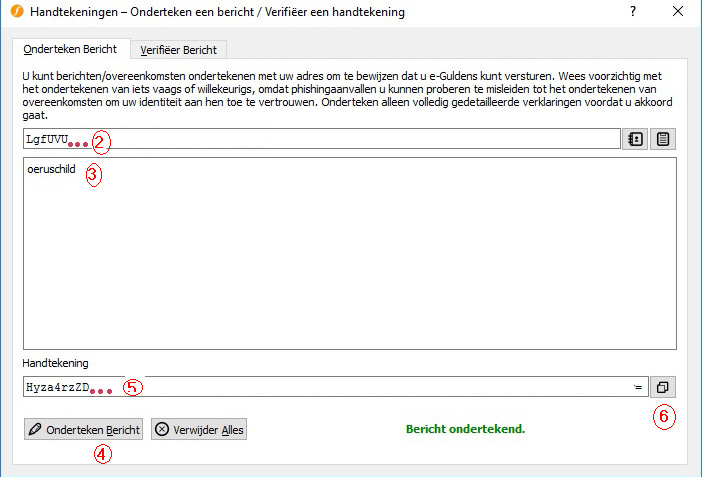 Handtekeningen – Onderteken een bericht / Verifiëer een handtekening
?
Onderteken Bericht
Verifiëer Bericht
U kunt berichten/overeenkomsten ondertekenen met uw adres om te bewijzen dat u e-Guldens kunt versturen. Wees voorzichtig met
het ondertekenen van iets vaags of willekeurigs, omdat phishingaanvallen u kunnen proberen te misleiden tot het ondertekenen van
overeenkomsten om uw identiteit aan hen toe te vertrouwen. Onderteken alleen volledig gedetailleerde verklaringen voordat u akkoord
gaat.
LgfUVU... 2
oeruschild 3
Handtekening
Hyza4rzZD... 5 =
6
Onderteken Bericht
Verwijder Alles
Bericht ondertekend.
4